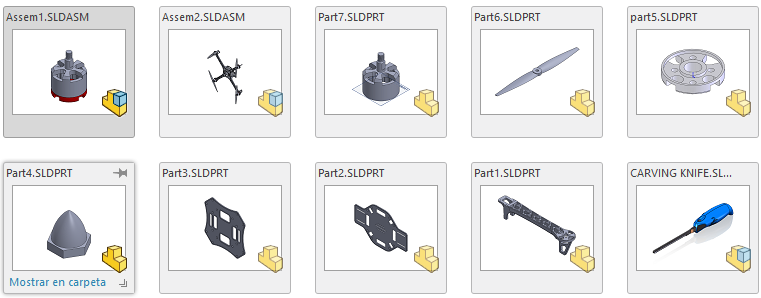 Assem1.SLDASM
Assem2.SLDASM
Part7.SLDPRT
Part6.SLDPRT
part5.SLDPRT
Part4.SLDPRT
Part3.SLDPRT
Part2.SLDPRT
Part1.SLDPRT
CARVING KNIFE.SL...
Mostrar en carpeta